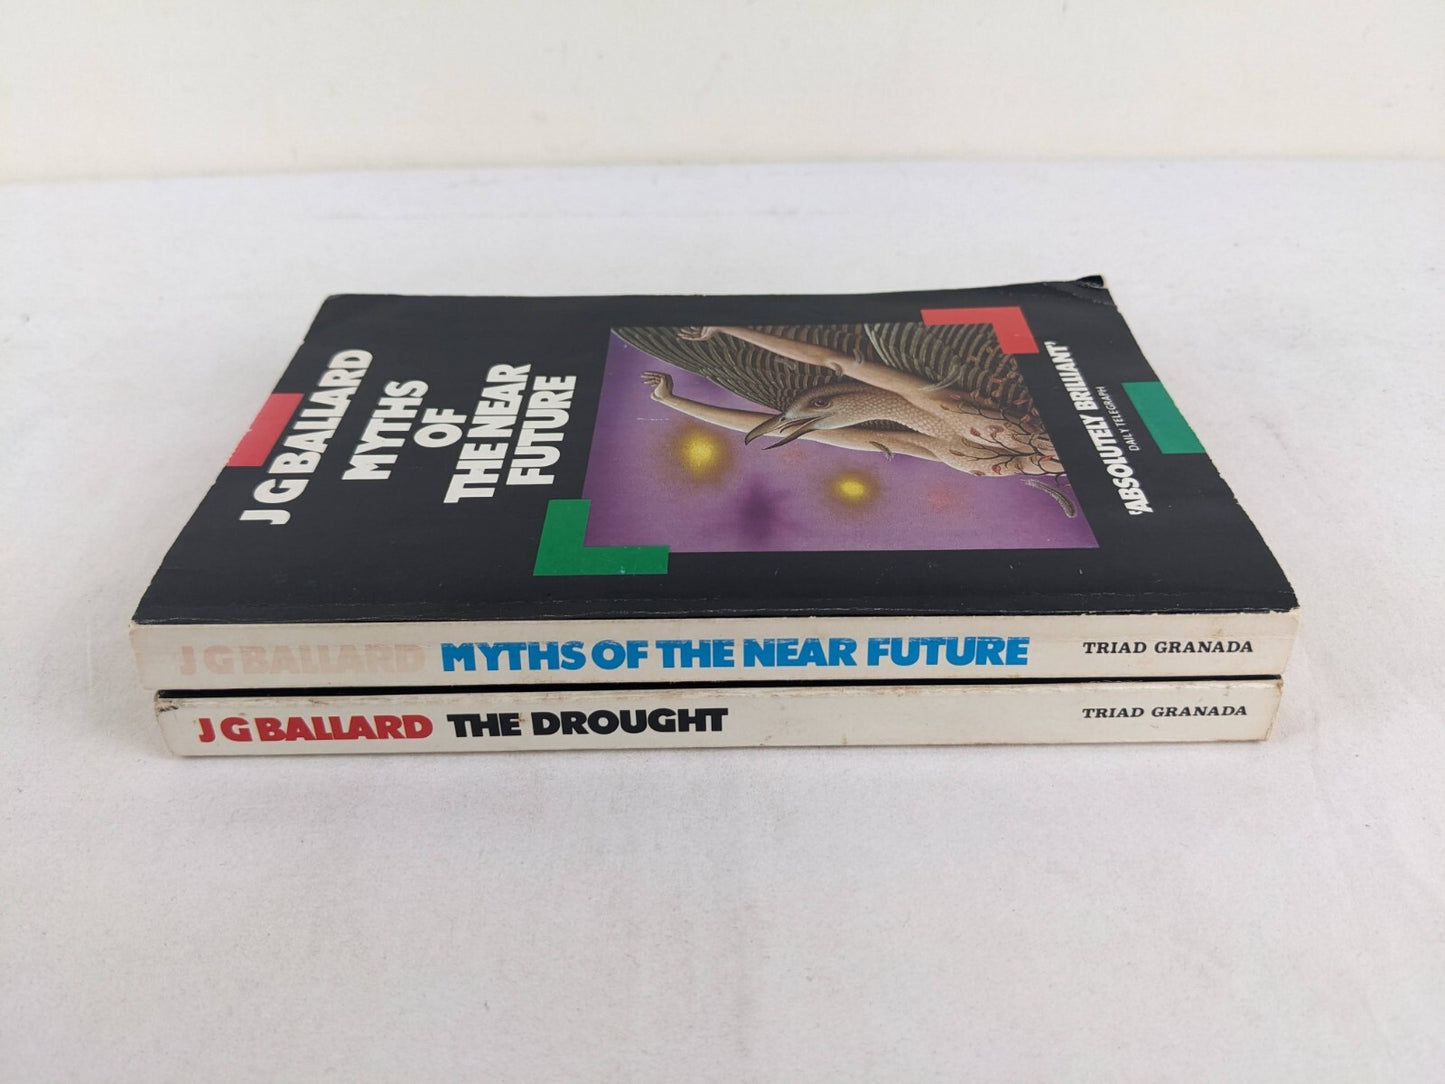 J G BALLARD
MYTHS
OF
THE NEAR
FUTURE
'ABSOLUTELY BRILLIANT'
DAILY TELEGRAPH
J G BALLARD MYTHS OF THE NEAR FUTURE TRIAD GRANADA
J G BALLARD THE DROUGHT TRIAD GRANADA